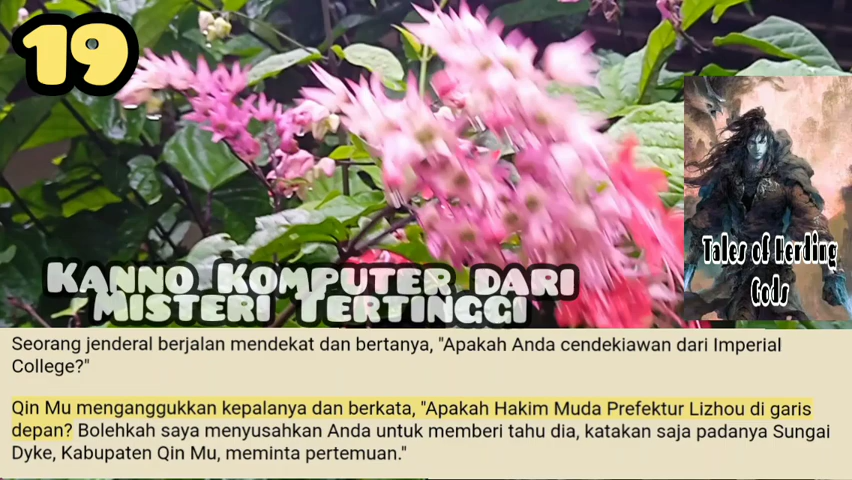 19
Tales of Herding
Gods
Kanno Komputer dari
Misteri Tertinggi
Seorang jenderal berjalan mendekat dan bertanya, "Apakah Anda cendekiawan dari Imperial
College?"
Qin Mu menganggukkan kepalanya dan berkata, "Apakah Hakim Muda Prefektur Lizhou di garis
depan? Bolehkah saya menyusahkan Anda untuk memberi tahu dia, katakan saja padanya Sungai
Dyke, Kabupaten Qin Mu, meminta pertemuan."